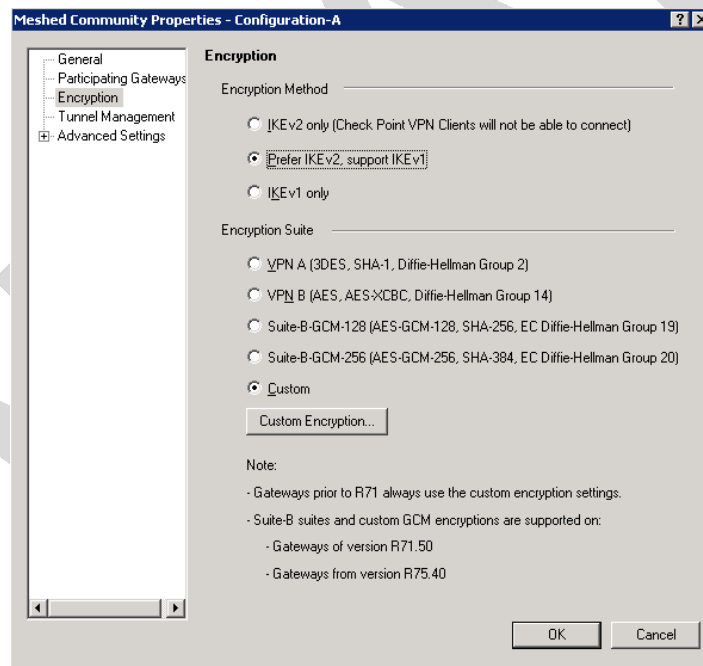 Meshed Community Properties - Configuration-A
General
Participating Gateways
Encryption
Tunnel Management
Advanced Settings
Encryption
Encryption Method
IKEv2 only (Check Point VPN Clients will not be able to connect)
Prefer IKEv2, support IKEv1
IKEv1 only
Encryption Suite
VPN A (3DES, SHA-1, Diffie-Hellman Group 2)
VPN B (AES, AES-XCBC, Diffie-Hellman Group 14)
Suite-B-GCM-128 (AES-GCM-128, SHA-256, EC Diffie-Hellman Group 19)
Suite-B-GCM-256 (AES-GCM-256, SHA-384, EC Diffie-Hellman Group 20)
Custom
Custom Encryption...
Note:
- Gateways prior to R71 always use the custom encryption settings.
- Suite-B suites and custom GCM encryptions are supported on:
- Gateways of version R71.50
- Gateways from version R75.40
OK Cancel